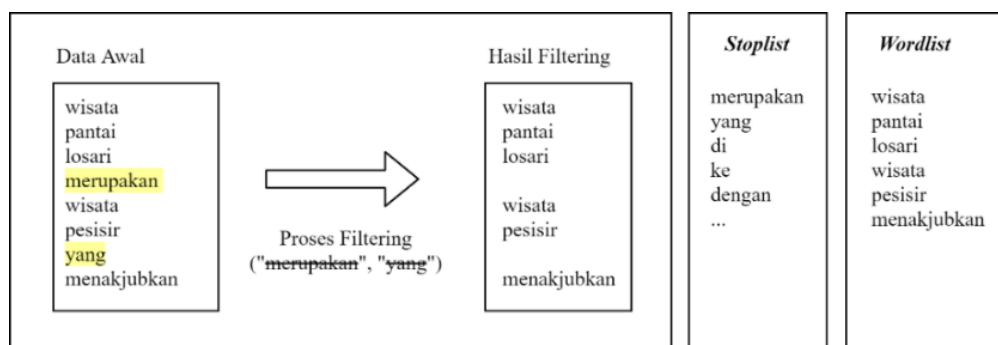 Data Awal
wisata
pantai
losari
merupakan
wisata
pesisir
yang
menakjubkan
Proses Filtering
("merupakan", "yang")
Hasil Filtering
wisata
pantai
losari
wisata
pesisir
menakjubkan
Stoplist
merupakan
yang
di
ke
dengan
...
Wordlist
wisata
pantai
losari
wisata
pesisir
menakjubkan